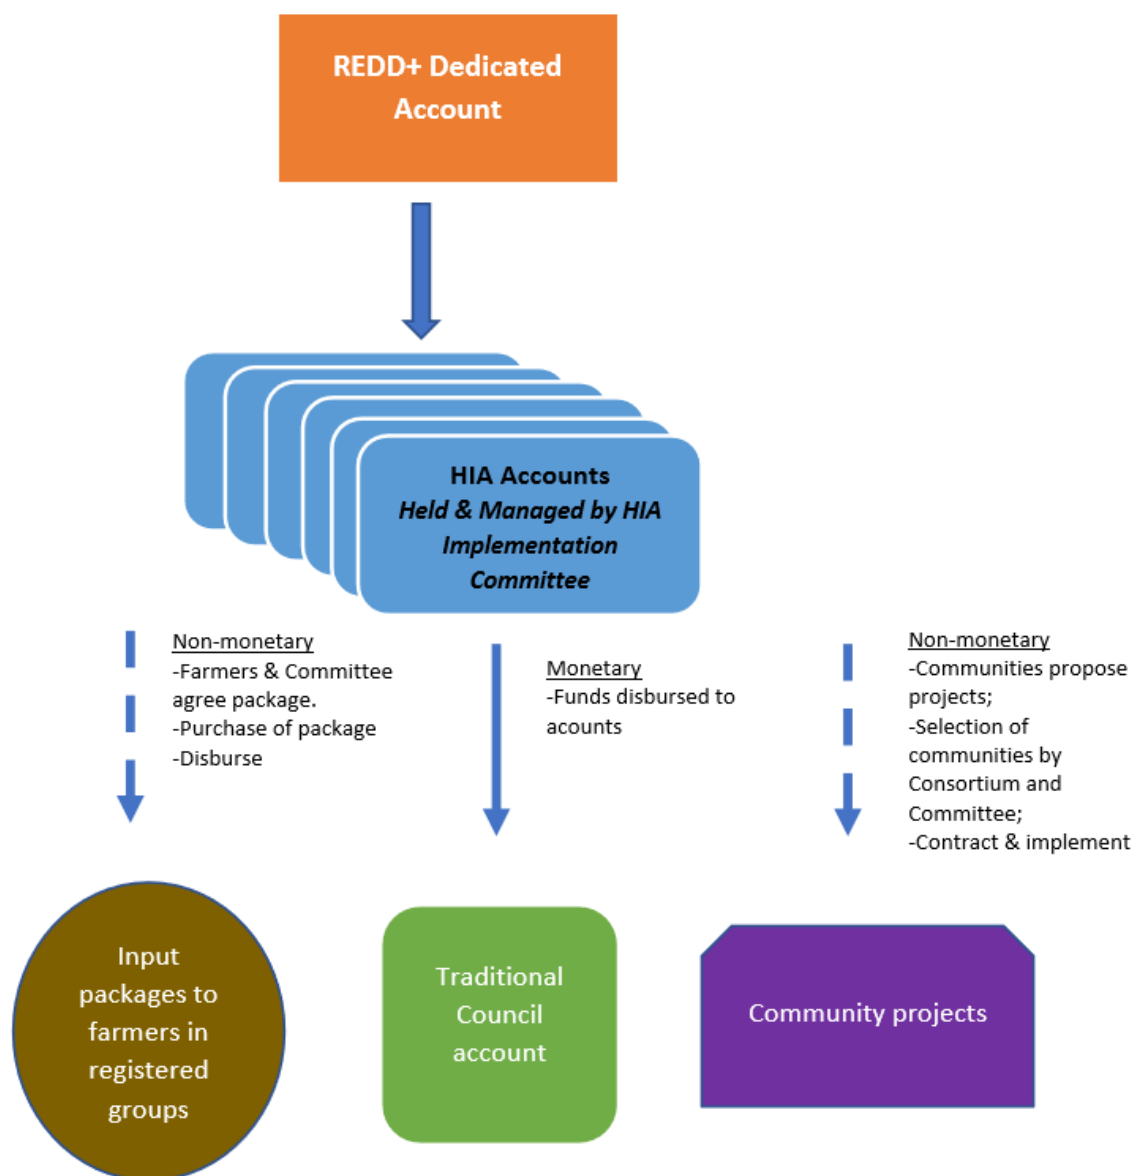 REDD+ Dedicated
Account
HIA Accounts
Held & Managed by HIA
Implementation
Committee
Non-monetary
-Farmers & Committee
agree package.
-Purchase of package
-Disburse
Monetary
-Funds disbursed to
acounts
Non-monetary
-Communities propose
projects;
-Selection of
communities by
Consortium and
Committee;
-Contract & implement
Input
packages to
farmers in
registered
groups
Traditional
Council
account
Community projects